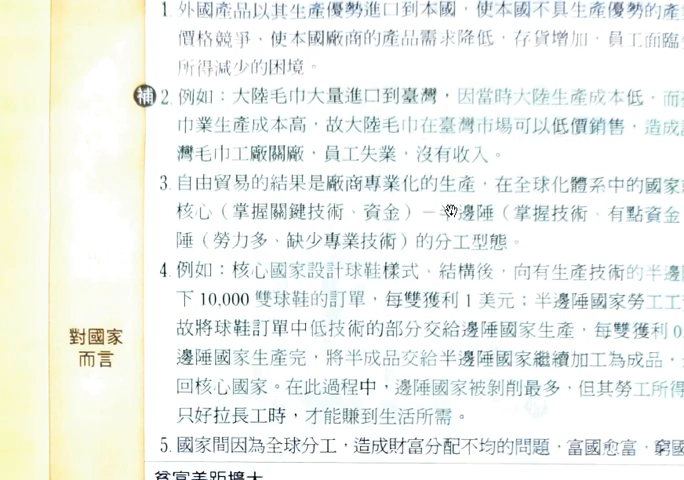 1. 外國產品以其生產優勢進口到本國，使本國不具生產優勢的產
價格競爭，使本國廠商的產品需求降低，存貨增加，員工面臨
所得減少的困境。
補 2. 例如：大陸毛巾大量進口到臺灣，因當時大陸生產成本低，而
巾業生產成本高，故大陸毛巾在臺灣市場可以低價銷售，造成
灣毛巾工廠關廠，員工失業，沒有收入。
3. 自由貿易的結果是廠商專業化的生產，在全球化體系中的國家
核心（掌握關鍵技術、資金）－半邊陲（掌握技術、有點資金
陲（勞力多、缺少專業技術）的分工型態。
4. 例如：核心國家設計球鞋樣式、結構後，向有生產技術的半邊
下 10,000 雙球鞋的訂單，每雙獲利 1 美元；半邊陲國家勞工工
故將球鞋訂單中低技術的部分交給邊陲國家生產，每雙獲利 0
對國家
而言
邊陲國家生產完，將半成品交給半邊陲國家繼續加工為成品，
回核心國家。在此過程中，邊陲國家被剝削最多，但其勞工所得
只好拉長工時，才能賺到生活所需。
5. 國家間因為全球分工，造成財富分配不均的問題，富國愈富，窮
貧富差距擴大